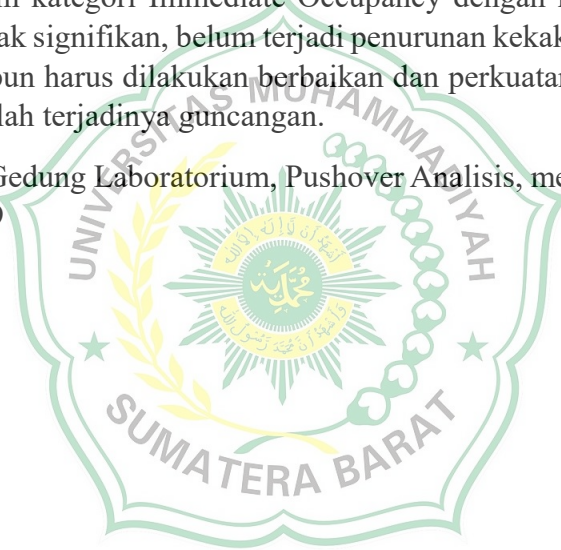 kategori Immediate Occupancy dengan
ak signifikan, belum terjadi penurunan kekak
pun harus dilakukan berbaikan dan perkuatan
lah terjadinya guncangan.
Gedung Laboratorium, Pushover Analisis, me
UNIVERSITAS MUHAMMADIYAH
SUMATERA BARAT